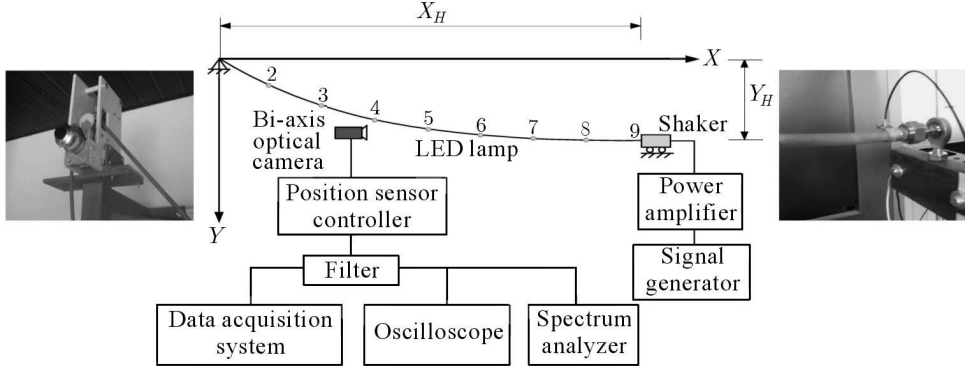 X_H
X
2
3
4
5
6
7
8
9
Y_H
Shaker
Bi-axis
optical
camera
LED lamp
Y
Position sensor
controller
Power
amplifier
Filter
Signal
generator
Data acquisition
system
Oscilloscope
Spectrum
analyzer